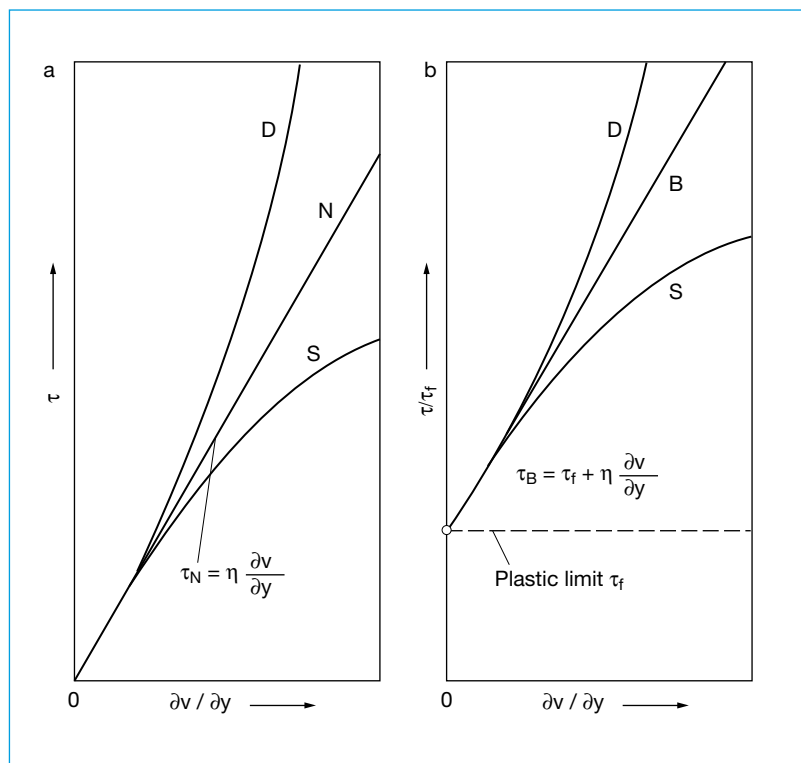 a
D
N
S
τ
τN = η ∂v/∂y
0
∂v / ∂y
b
D
B
S
τ/τf
τB = τf + η ∂v/∂y
Plastic limit τf
0
∂v / ∂y